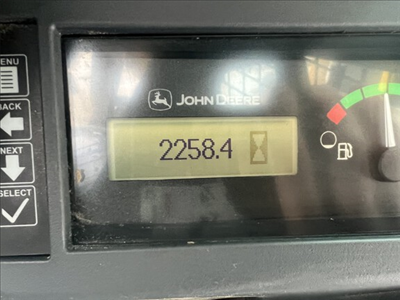 MENU
JOHN DEERE
BACK
2258.4
NEXT
SELECT